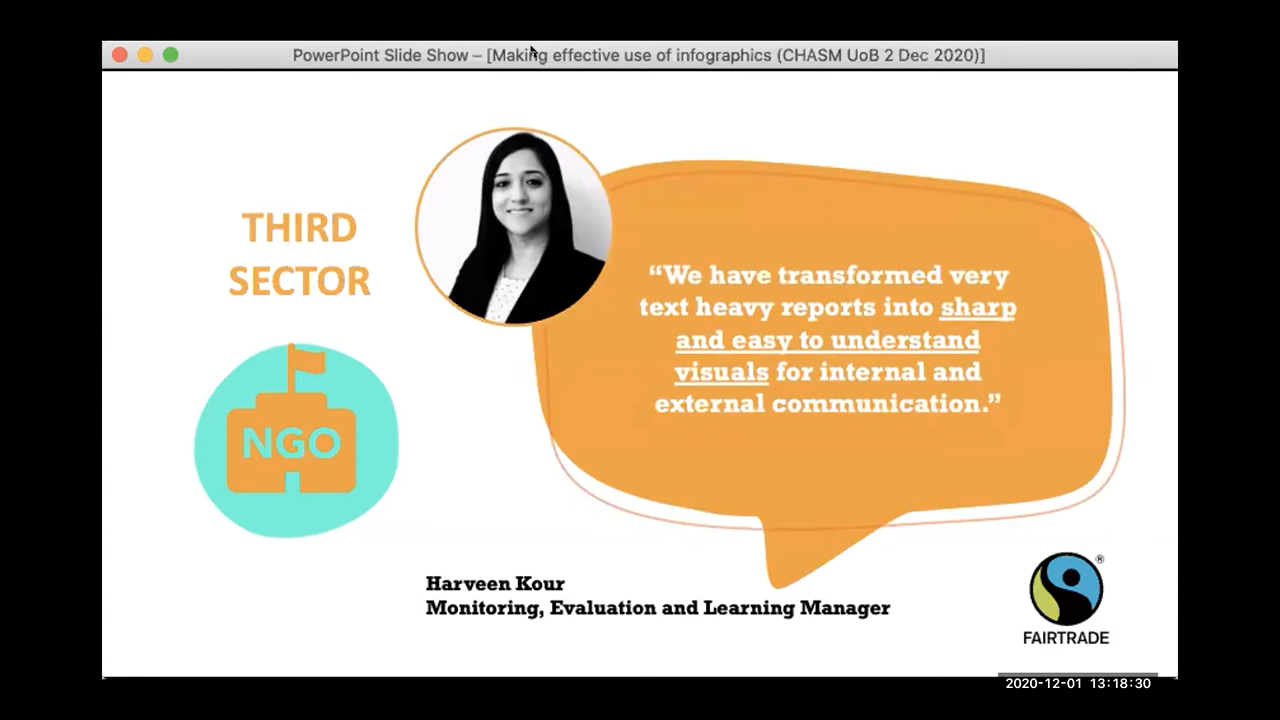 PowerPoint Slide Show – [Making effective use of infographics (CHASM UoB 2 Dec 2020)]
THIRD
SECTOR
NGO
“We have transformed very
text heavy reports into sharp
and easy to understand
visuals for internal and
external communication.”
Harveen Kour
Monitoring, Evaluation and Learning Manager
®
FAIRTRADE
2020-12-01 13:18:30